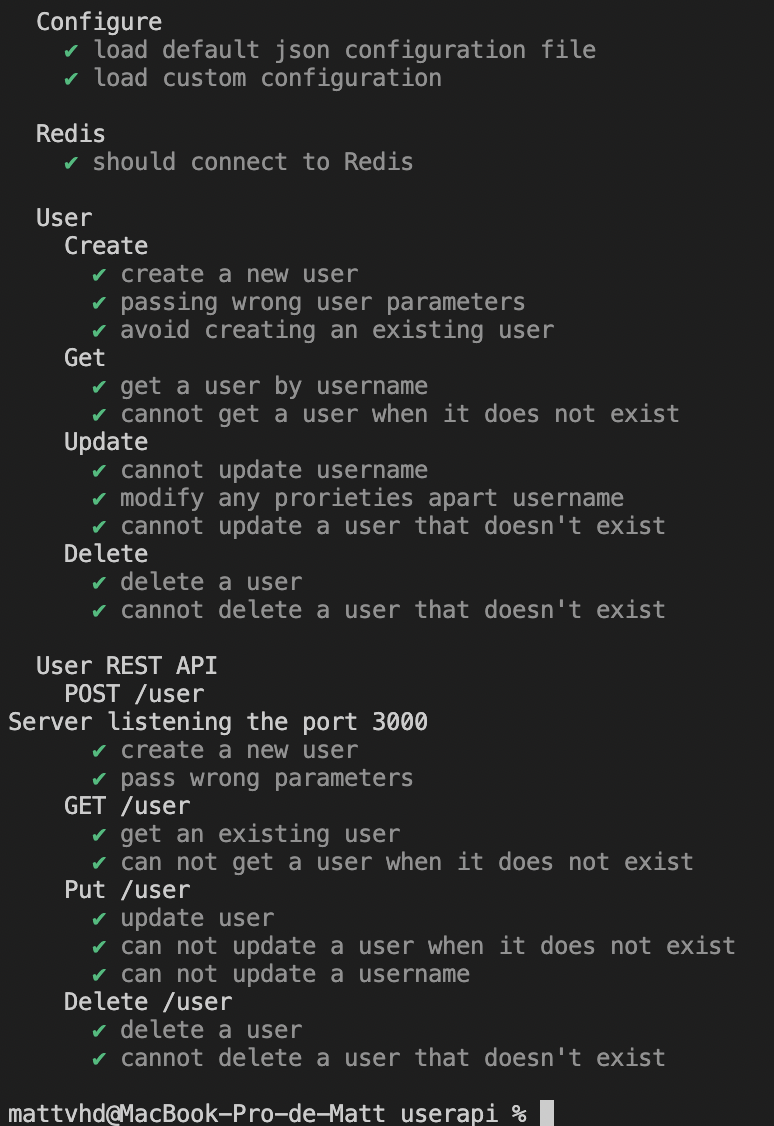 Configure
✔ load default json configuration file
✔ load custom configuration
Redis
✔ should connect to Redis
User
Create
✔ create a new user
✔ passing wrong user parameters
✔ avoid creating an existing user
Get
✔ get a user by username
✔ cannot get a user when it does not exist
Update
✔ cannot update username
✔ modify any prorieties apart username
✔ cannot update a user that doesn't exist
Delete
✔ delete a user
✔ cannot delete a user that doesn't exist
User REST API
POST /user
Server listening the port 3000
✔ create a new user
✔ pass wrong parameters
GET /user
✔ get an existing user
✔ can not get a user when it does not exist
Put /user
✔ update user
✔ can not update a user when it does not exist
✔ can not update a username
Delete /user
✔ delete a user
✔ cannot delete a user that doesn't exist
mattvhd@MacBook-Pro-de-Matt userapi %